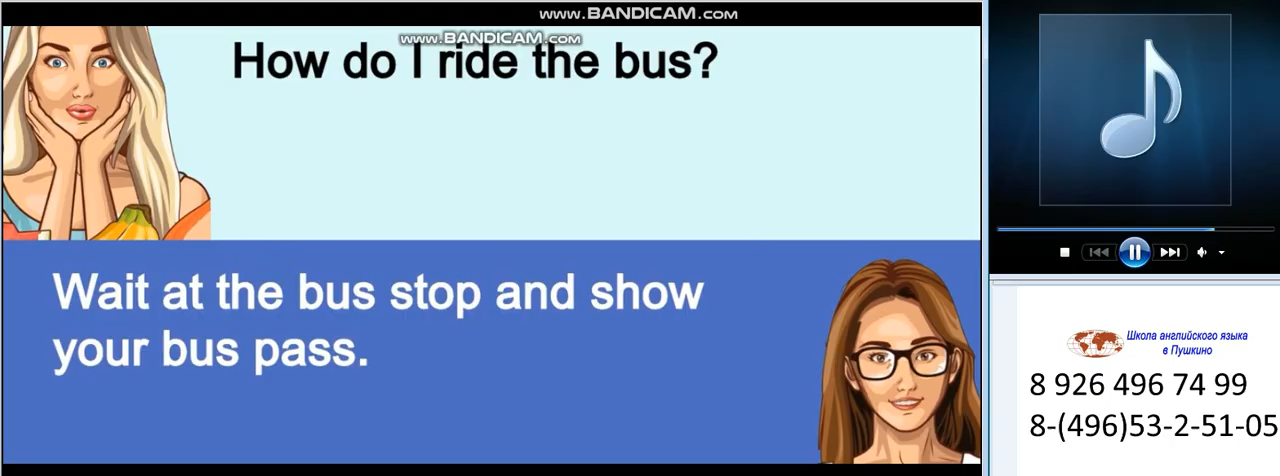 www.BANDICAM.com
www.BANDICAM.com
How do I ride the bus?
Wait at the bus stop and show
your bus pass.
Школа английского языка
в Пушкино
8 926 496 74 99
8-(496)53-2-51-05